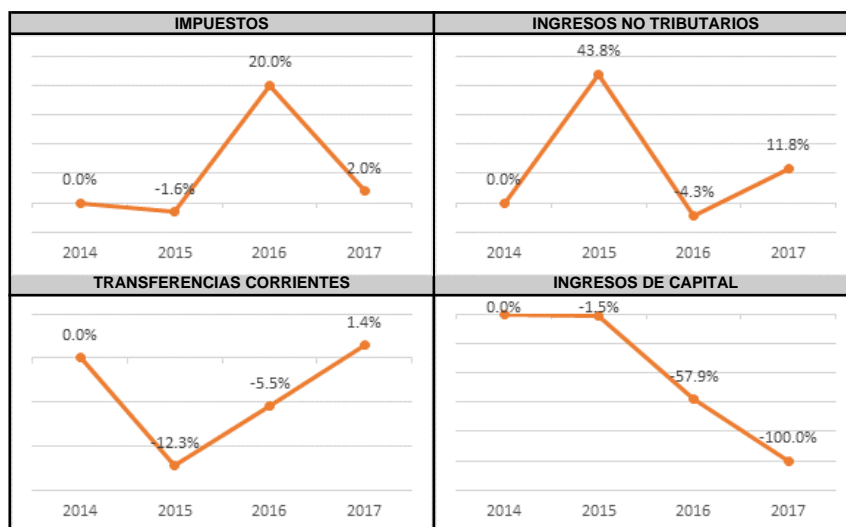 IMPUESTOS
20.0%
2.0%
0.0%
-1.6%
2014 2015 2016 2017
INGRESOS NO TRIBUTARIOS
43.8%
11.8%
0.0%
-4.3%
2014 2015 2016 2017
TRANSFERENCIAS CORRIENTES
1.4%
0.0%
-5.5%
-12.3%
2014 2015 2016 2017
INGRESOS DE CAPITAL
0.0% -1.5%
-57.9%
-100.0%
2014 2015 2016 2017